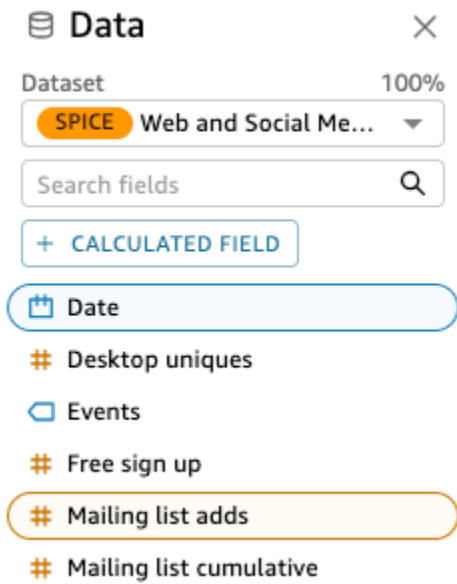 Data
Dataset 100%
SPICE Web and Social Me...
Search fields
+ CALCULATED FIELD
Date
# Desktop uniques
Events
# Free sign up
# Mailing list adds
# Mailing list cumulative